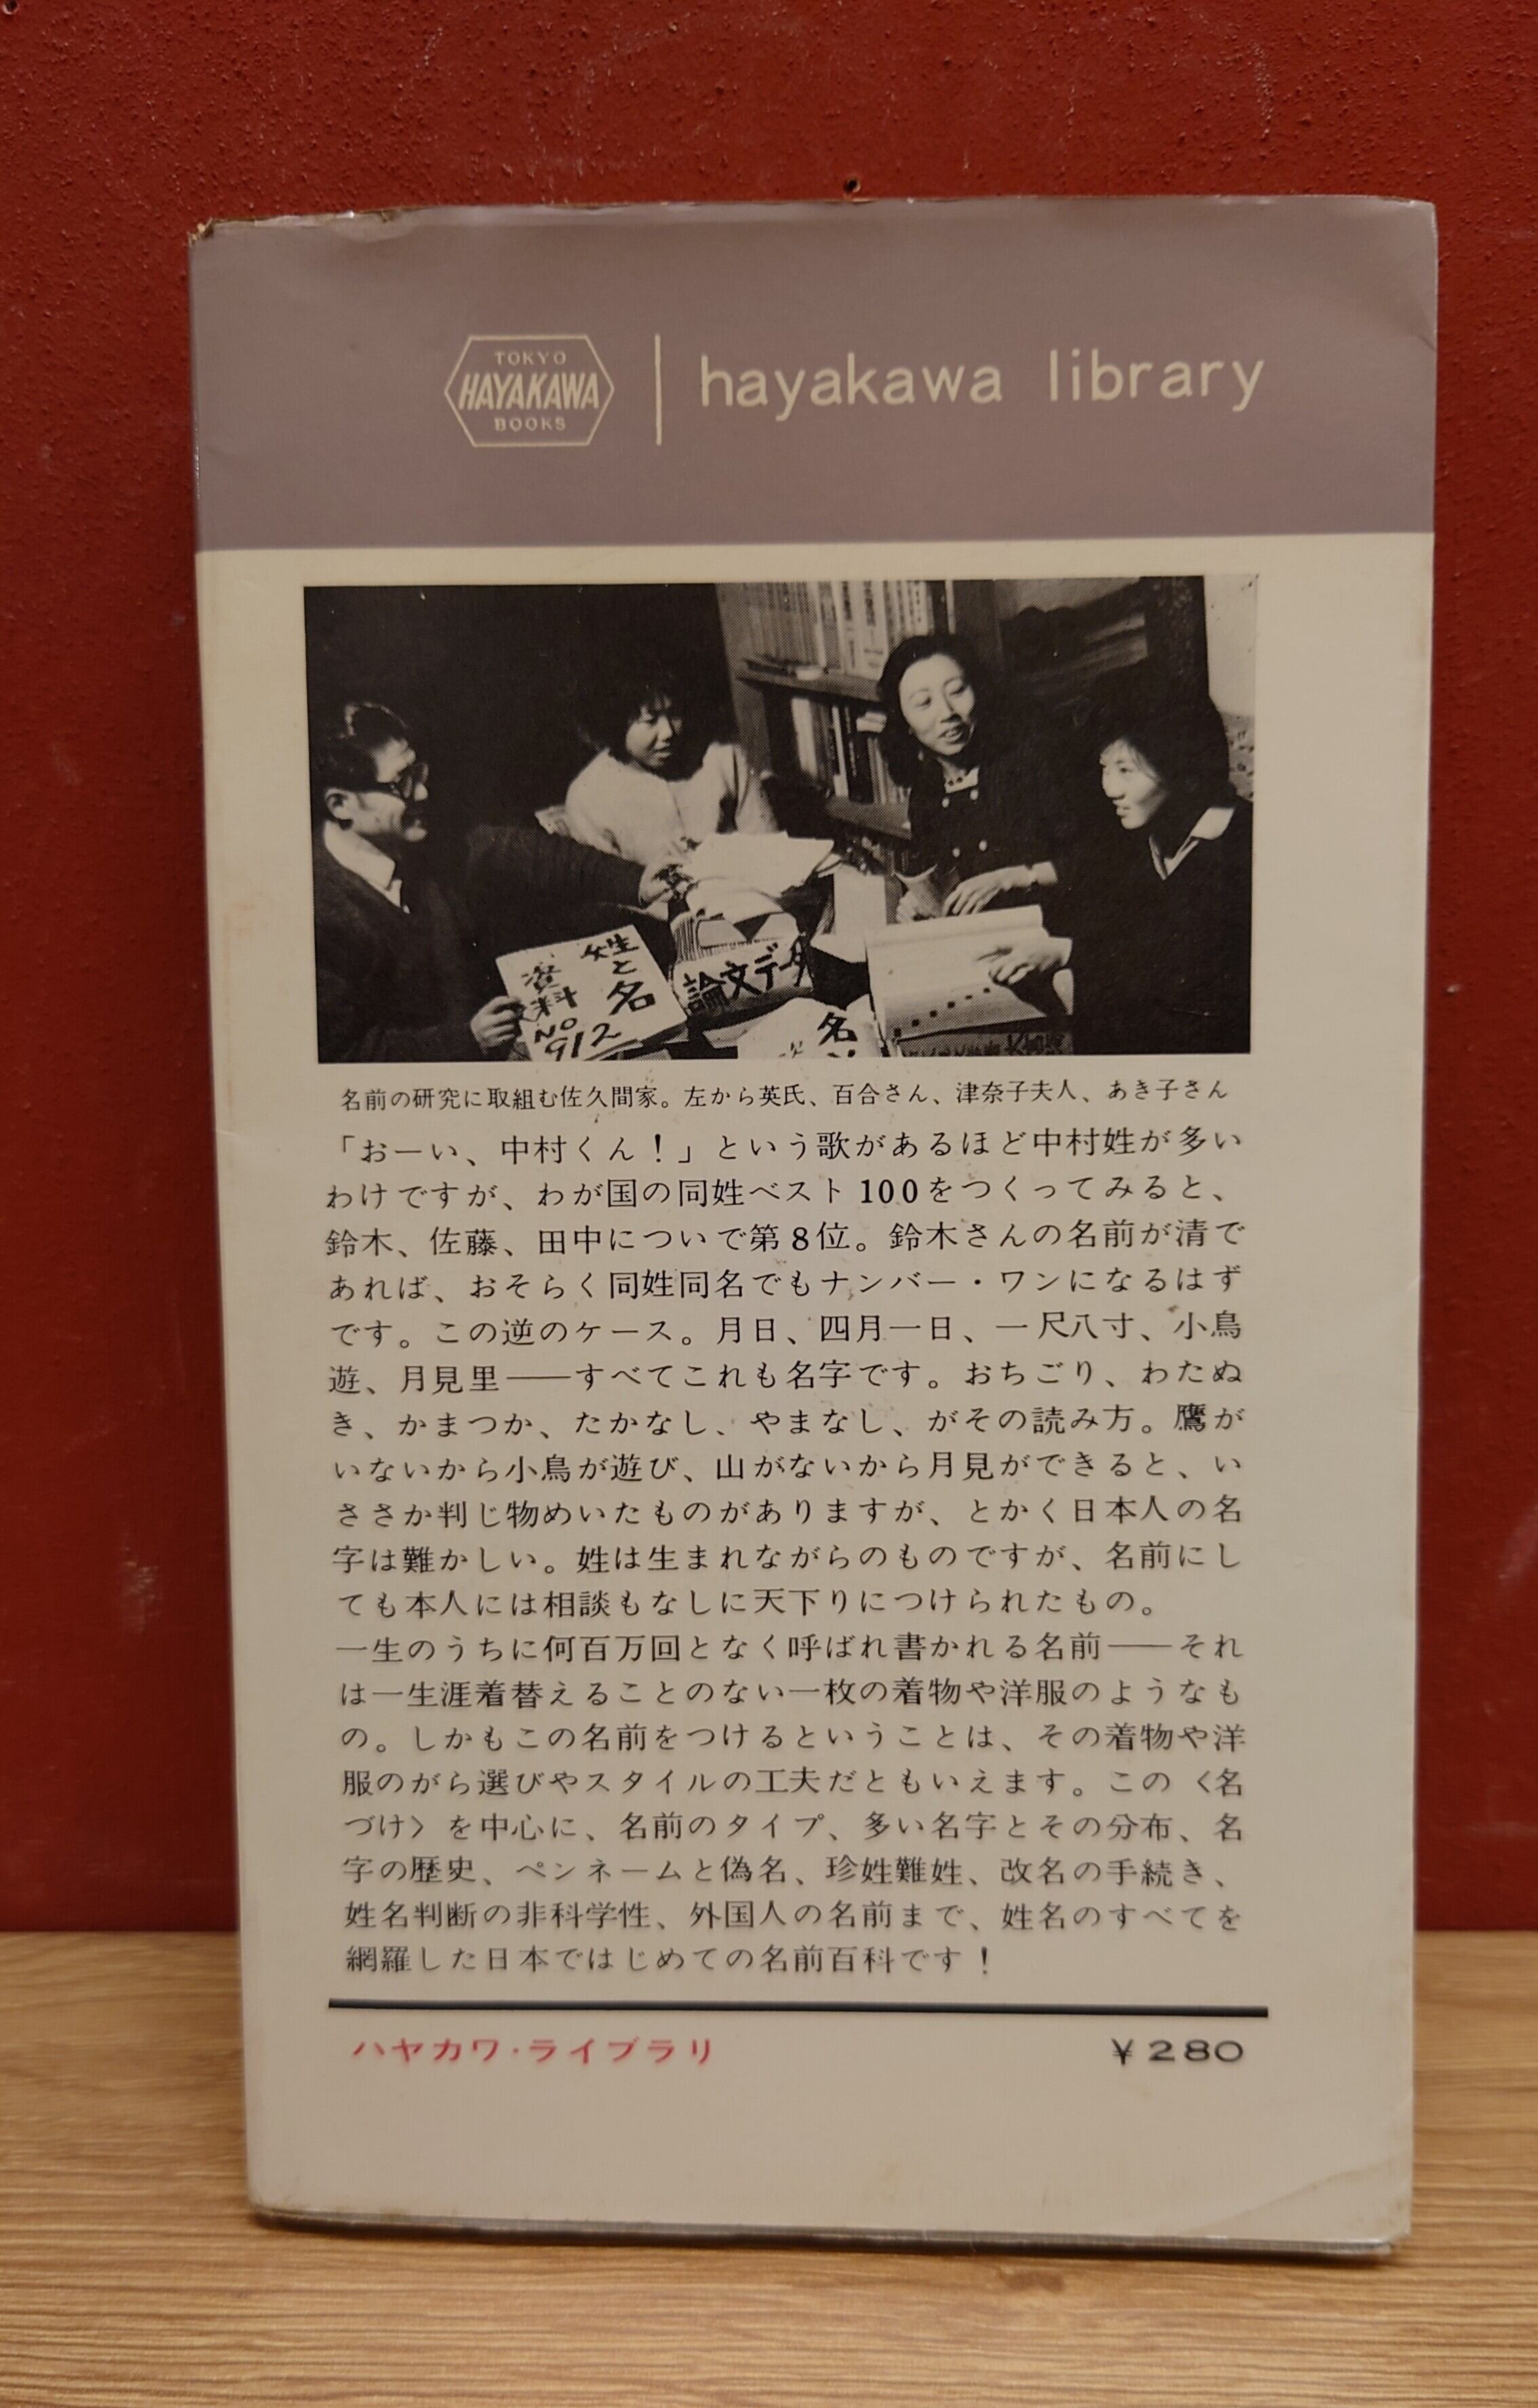 TOKYO
HAYAKAWA
BOOKS
hayakawa library
姓と名
資料
NO
912
論文データ
名
名前の研究に取組む佐久間家。左から英氏、百合さん、津奈子夫人、あき子さん
「おーい、中村くん！」という歌があるほど中村姓が多い
わけですが、わが国の同姓ベスト100をつくってみると、
鈴木、佐藤、田中についで第8位。鈴木さんの名前が清で
あれば、おそらく同姓同名でもナンバー・ワンになるはず
です。この逆のケース。月日、四月一日、一尺八寸、小鳥
遊、月見里――すべてこれも名字です。おちごり、わたぬ
き、かまつか、たかなし、やまなし、がその読み方。鷹が
いないから小鳥が遊び、山がないから月見ができると、い
ささか判じ物めいたものがありますが、とかく日本人の名
字は難かしい。姓は生まれながらのものですが、名前にし
ても本人には相談もなしに天下りにつけられたもの。
一生のうちに何百万回となく呼ばれ書かれる名前――それ
は一生涯着替えることのない一枚の着物や洋服のようなも
の。しかもこの名前をつけるということは、その着物や洋
服のがら選びやスタイルの工夫だともいえます。この〈名
づけ〉を中心に、名前のタイプ、多い名字とその分布、名
字の歴史、ペンネームと偽名、珍姓難姓、改名の手続き、
姓名判断の非科学性、外国人の名前まで、姓名のすべてを
網羅した日本ではじめての名前百科です！
ハヤカワ・ライブラリ
¥280